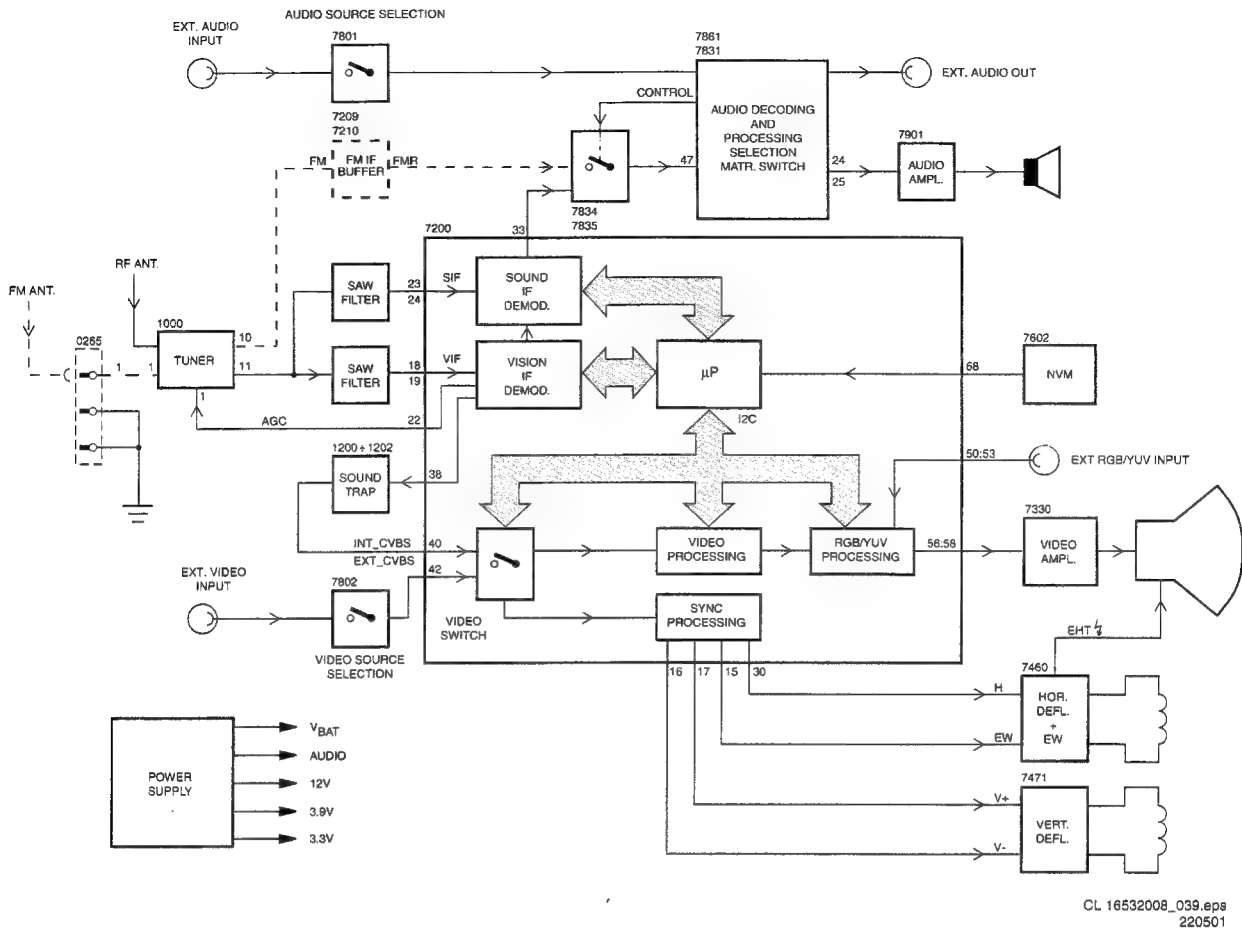 AUDIO SOURCE SELECTION
EXT. AUDIO
INPUT
7801
7861
7831
EXT. AUDIO OUT
CONTROL
AUDIO DECODING
AND
PROCESSING
SELECTION
MATR. SWITCH
7209
7210
FM
FM IF
BUFFER
FMR
47
24
25
7901
AUDIO
AMPL.
7834
7835
7200
33
RF ANT.
FM ANT.
SAW
FILTER
23
24
SIF
SOUND
IF
DEMOD.
0265
1000
TUNER
10
11
1
1
1
SAW
FILTER
18
19
VIF
VISION
IF
DEMOD.
µP
I2C
68
7602
NVM
AGC
22
1200÷1202
SOUND
TRAP
38
50:53
EXT RGB/YUV INPUT
INT_CVBS
40
EXT_CVBS
42
VIDEO
PROCESSING
RGB/YUV
PROCESSING
56:58
7330
VIDEO
AMPL.
EXT. VIDEO
INPUT
7802
VIDEO
SWITCH
SYNC
PROCESSING
VIDEO SOURCE
SELECTION
EHT
16
17
15
30
7460
H
HOR.
DEFL.
+
EW
EW
POWER
SUPPLY
VBAT
AUDIO
12V
3.9V
3.3V
7471
V+
VERT.
DEFL.
V-
CL 16532008_039.eps
220501